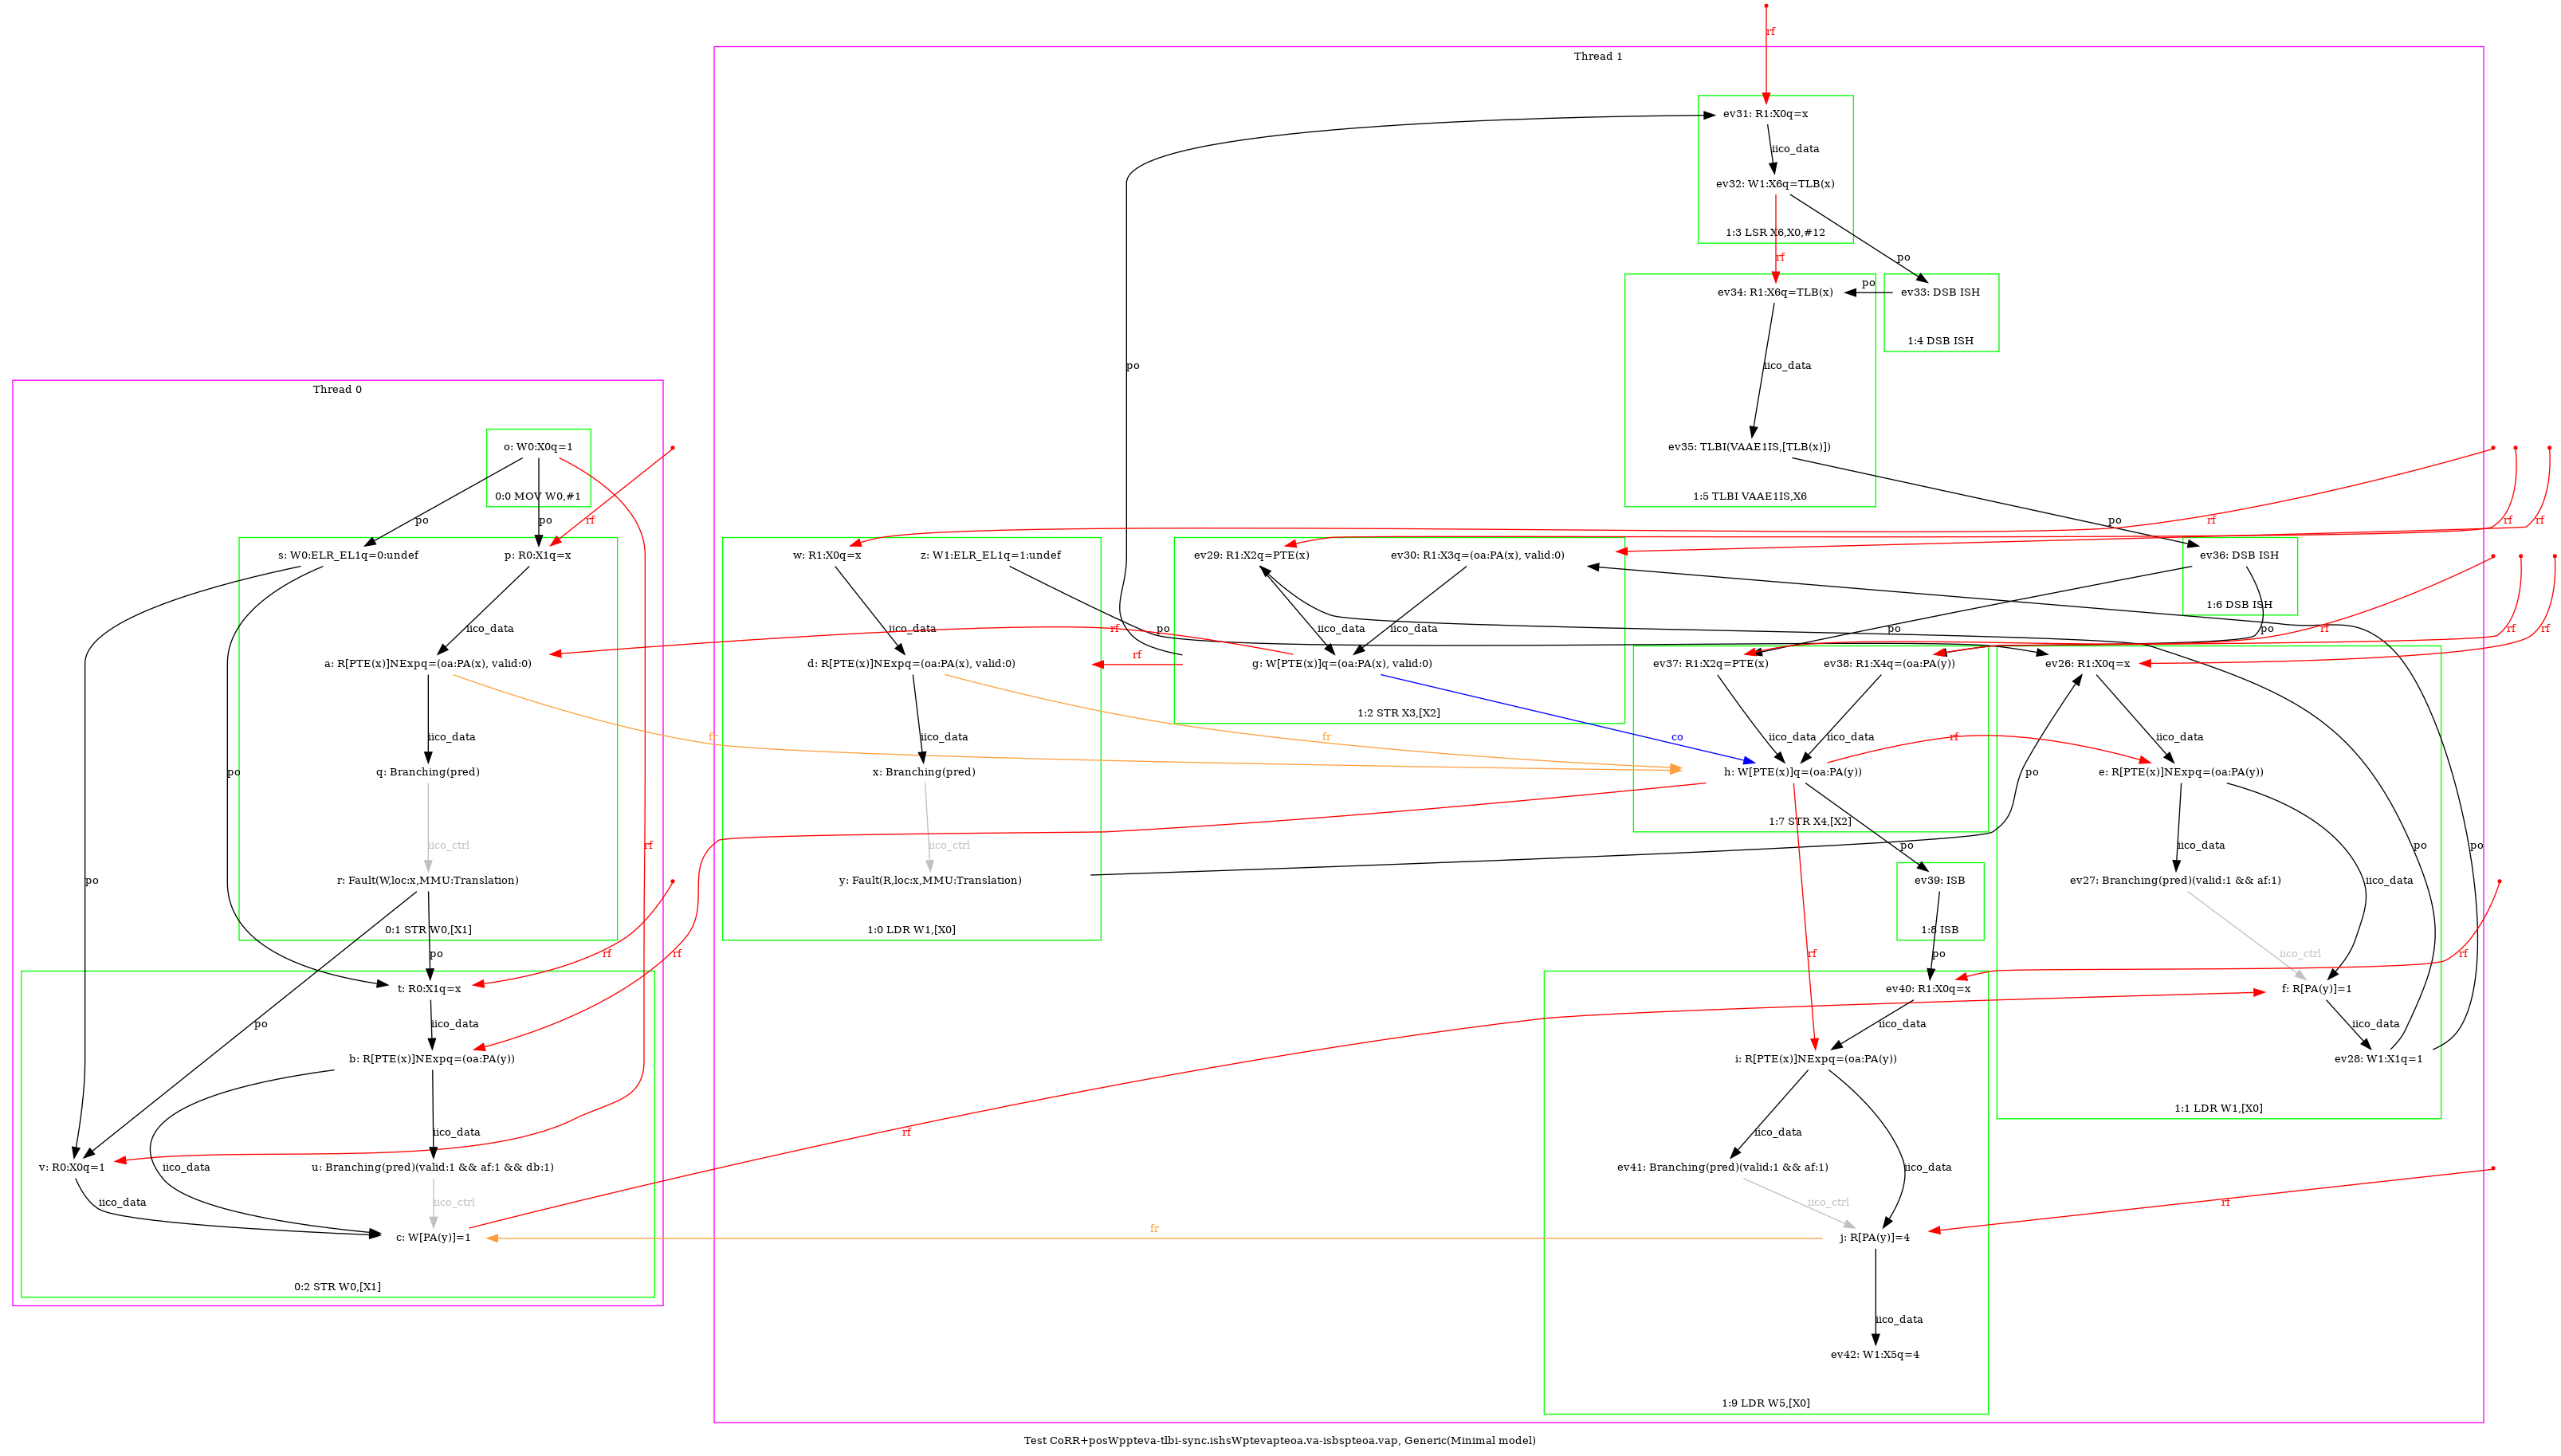 rf
Thread 1
ev31: R1:X0q=x
iico_data
ev32: W1:X6q=TLB(x)
1:3 LSR X6,X0,#12
rf
po
ev34: R1:X6q=TLB(x)
po
ev33: DSB ISH
1:4 DSB ISH
po
iico_data
ev35: TLBI(VAAE1IS,[TLB(x)])
1:5 TLBI VAAE1IS,X6
Thread 0
o: W0:X0q=1
0:0 MOV W0,#1
po
po
rf
po
rf
rf
rf
s: W0:ELR_EL1q=0:undef
p: R0:X1q=x
w: R1:X0q=x
z: W1:ELR_EL1q=1:undef
ev29: R1:X2q=PTE(x)
ev30: R1:X3q=(oa:PA(x), valid:0)
ev36: DSB ISH
1:6 DSB ISH
iico_data
iico_data
rf
po
iico_data
iico_data
po
po
rf
rf
rf
a: R[PTE(x)]NExpq=(oa:PA(x), valid:0)
rf
d: R[PTE(x)]NExpq=(oa:PA(x), valid:0)
g: W[PTE(x)]q=(oa:PA(x), valid:0)
ev37: R1:X2q=PTE(x)
ev38: R1:X4q=(oa:PA(y))
ev26: R1:X0q=x
1:2 STR X3,[X2]
iico_data
fr
iico_data
fr
co
iico_data
iico_data
rf
iico_data
po
q: Branching(pred)
x: Branching(pred)
h: W[PTE(x)]q=(oa:PA(y))
e: R[PTE(x)]NExpq=(oa:PA(y))
po
1:7 STR X4,[X2]
iico_ctrl
rf
iico_ctrl
po
iico_data
po
po
po
r: Fault(W,loc:x,MMU:Translation)
y: Fault(R,loc:x,MMU:Translation)
ev39: ISB
ev27: Branching(pred)(valid:1 && af:1)
iico_data
0:1 STR W0,[X1]
1:0 LDR W1,[X0]
1:8 ISB
po
rf
rf
rf
po
iico_ctrl
rf
t: R0:X1q=x
ev40: R1:X0q=x
f: R[PA(y)]=1
po
iico_data
iico_data
iico_data
b: R[PTE(x)]NExpq=(oa:PA(y))
i: R[PTE(x)]NExpq=(oa:PA(y))
ev28: W1:X1q=1
1:1 LDR W1,[X0]
iico_data
rf
iico_data
v: R0:X0q=1
iico_data
u: Branching(pred)(valid:1 && af:1 && db:1)
ev41: Branching(pred)(valid:1 && af:1)
iico_data
iico_data
iico_ctrl
iico_ctrl
rf
c: W[PA(y)]=1
fr
j: R[PA(y)]=4
0:2 STR W0,[X1]
iico_data
ev42: W1:X5q=4
1:9 LDR W5,[X0]
Test CoRR+posWppteva-tlbi-sync.ishsWptevapteoa.va-isbspteoa.vap, Generic(Minimal model)